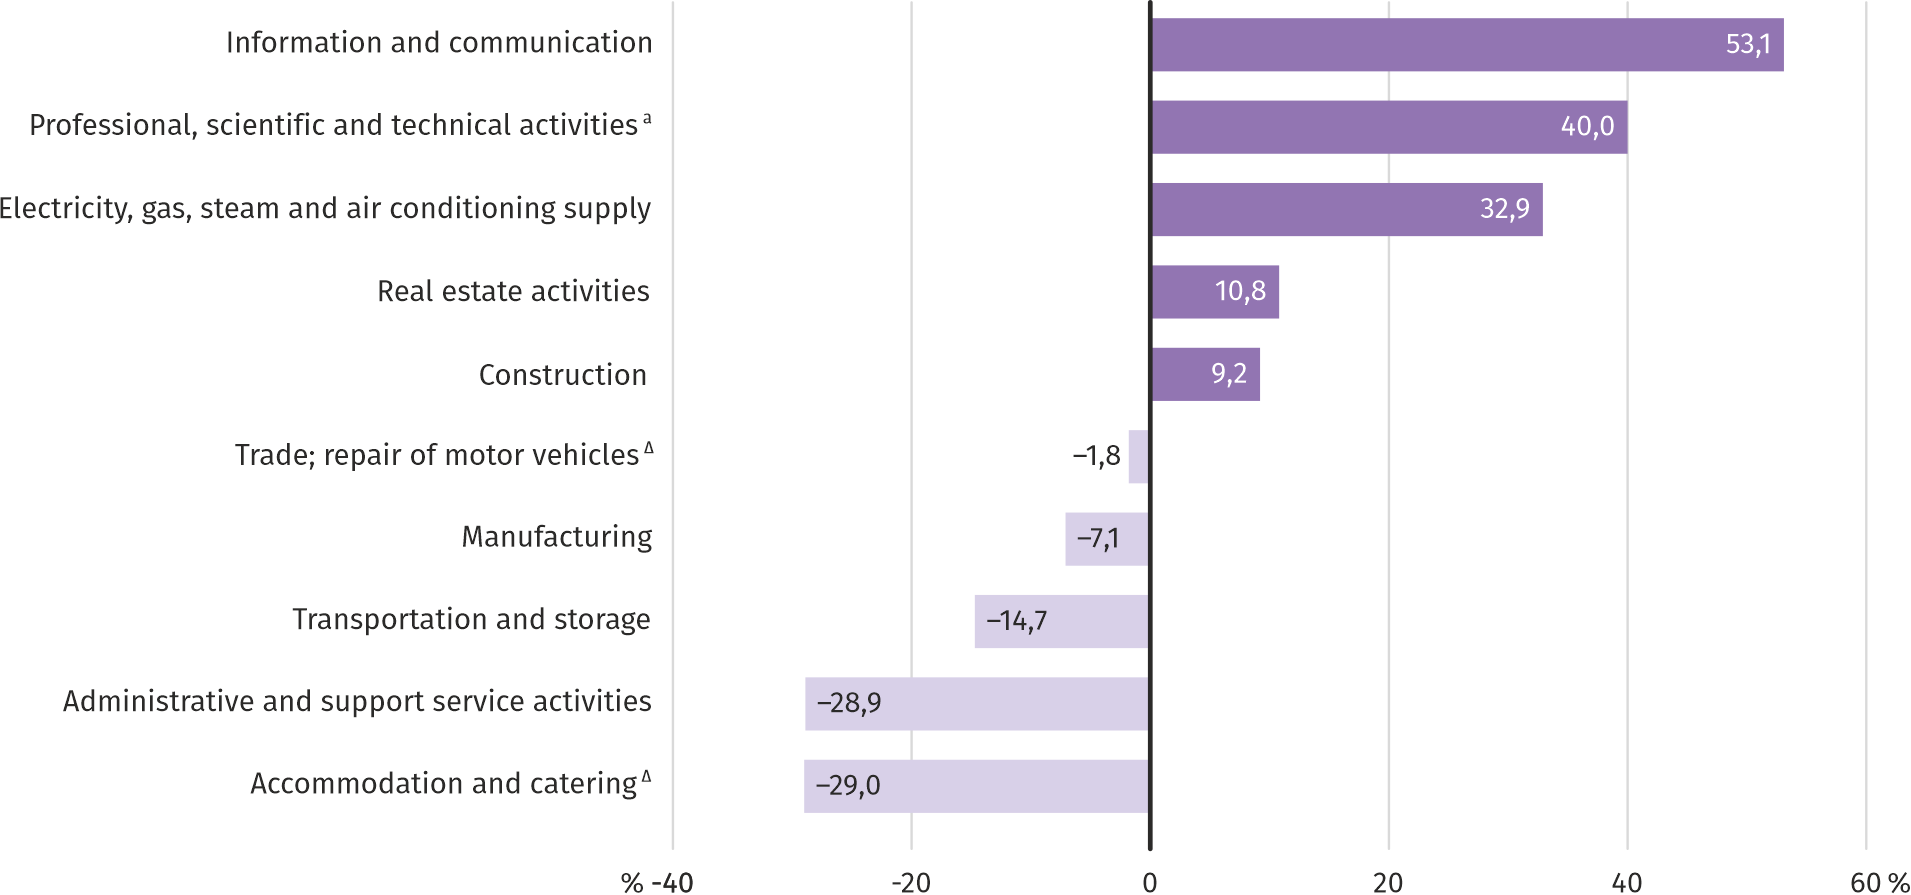 Information and communication 53,1
Professional, scientific and technical activities a 40,0
Electricity, gas, steam and air conditioning supply 32,9
Real estate activities 10,8
Construction 9,2
Trade; repair of motor vehicles Δ −1,8
Manufacturing −7,1
Transportation and storage −14,7
Administrative and support service activities −28,9
Accommodation and catering Δ −29,0
% -40 -20 0 20 40 60 %